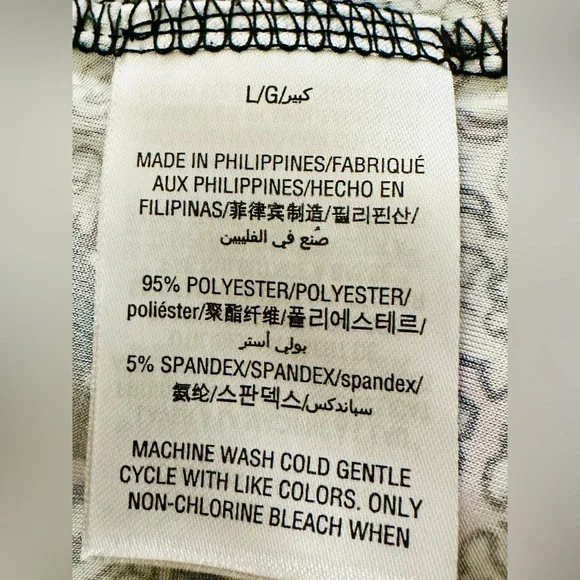 L/G/كبير
MADE IN PHILIPPINES/FABRIQUÉ
AUX PHILIPPINES/HECHO EN
FILIPINAS/菲律宾制造/필리핀산/
صُنع في الفليبين
95% POLYESTER/POLYESTER/
poliéster/聚酯纤维/폴리에스테르/
بولي أستر
5% SPANDEX/SPANDEX/spandex/
氨纶/스판덱스/سباندكس
MACHINE WASH COLD GENTLE
CYCLE WITH LIKE COLORS. ONLY
NON-CHLORINE BLEACH WHEN